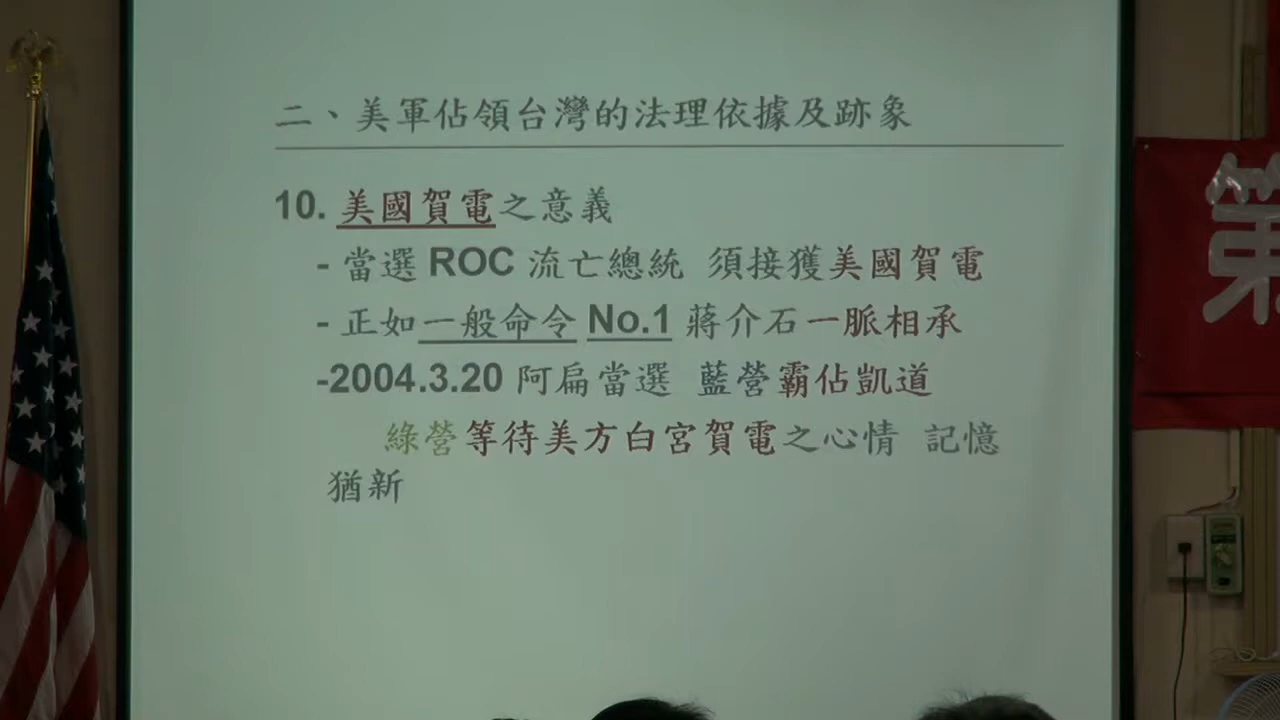 二、美軍佔領台灣的法理依據及跡象
10. 美國賀電之意義
- 當選 ROC 流亡總統 須接獲美國賀電
- 正如一般命令 No.1 蔣介石一脈相承
-2004.3.20 阿扁當選 藍營霸佔凱道
綠營等待美方白宮賀電之心情 記憶
猶新
第